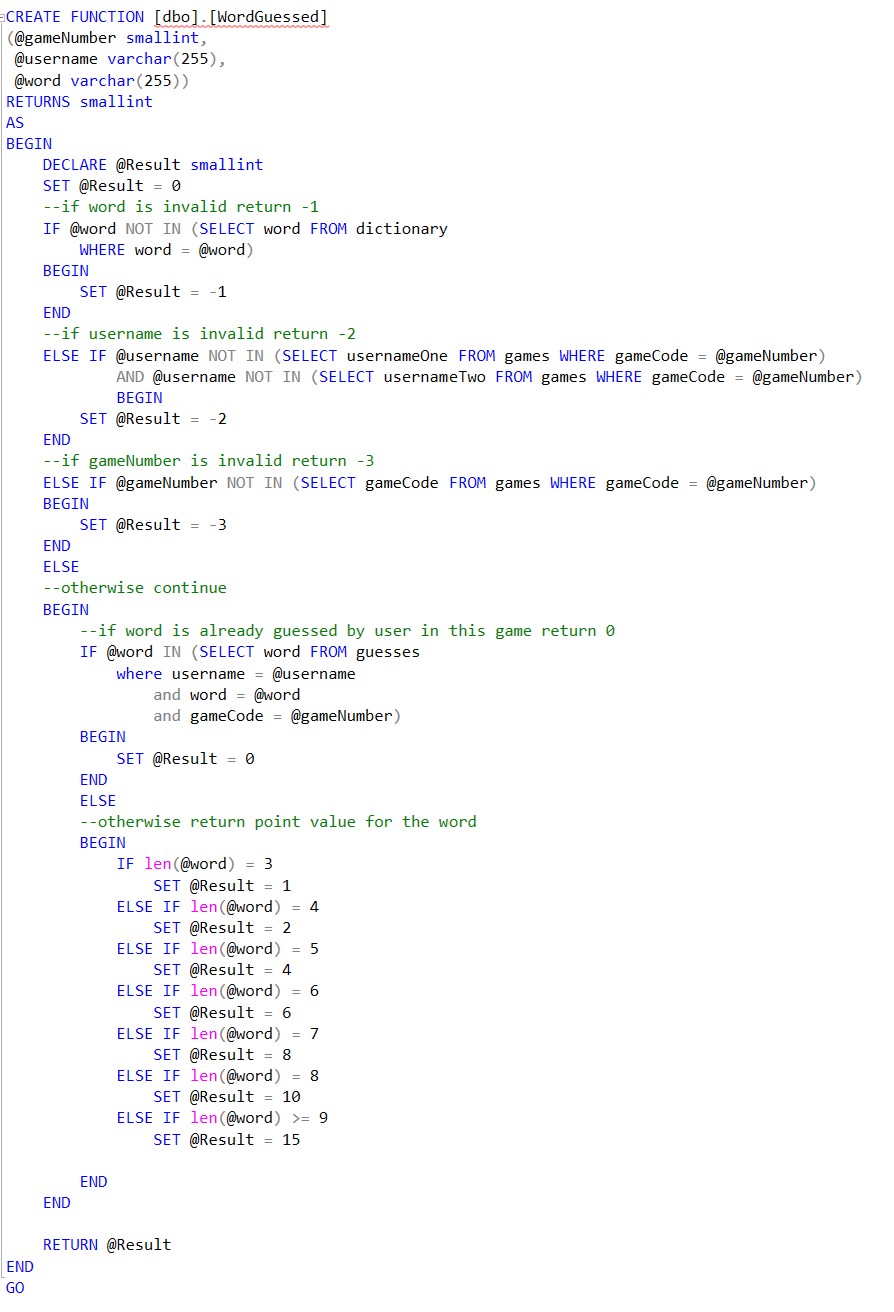 CREATE FUNCTION [dbo].[WordGuessed]
(@gameNumber smallint,
 @username varchar(255),
 @word varchar(255))
RETURNS smallint
AS
BEGIN
    DECLARE @Result smallint
    SET @Result = 0
    --if word is invalid return -1
    IF @word NOT IN (SELECT word FROM dictionary
        WHERE word = @word)
    BEGIN
        SET @Result = -1
    END
    --if username is invalid return -2
    ELSE IF @username NOT IN (SELECT usernameOne FROM games WHERE gameCode = @gameNumber)
            AND @username NOT IN (SELECT usernameTwo FROM games WHERE gameCode = @gameNumber)
            BEGIN
        SET @Result = -2
    END
    --if gameNumber is invalid return -3
    ELSE IF @gameNumber NOT IN (SELECT gameCode FROM games WHERE gameCode = @gameNumber)
    BEGIN
        SET @Result = -3
    END
    ELSE
    --otherwise continue
    BEGIN
        --if word is already guessed by user in this game return 0
        IF @word IN (SELECT word FROM guesses
            where username = @username
                and word = @word
                and gameCode = @gameNumber)
        BEGIN
            SET @Result = 0
        END
        ELSE
        --otherwise return point value for the word
        BEGIN
            IF len(@word) = 3
                SET @Result = 1
            ELSE IF len(@word) = 4
                SET @Result = 2
            ELSE IF len(@word) = 5
                SET @Result = 4
            ELSE IF len(@word) = 6
                SET @Result = 6
            ELSE IF len(@word) = 7
                SET @Result = 8
            ELSE IF len(@word) = 8
                SET @Result = 10
            ELSE IF len(@word) >= 9
                SET @Result = 15

        END
    END

    RETURN @Result
END
GO